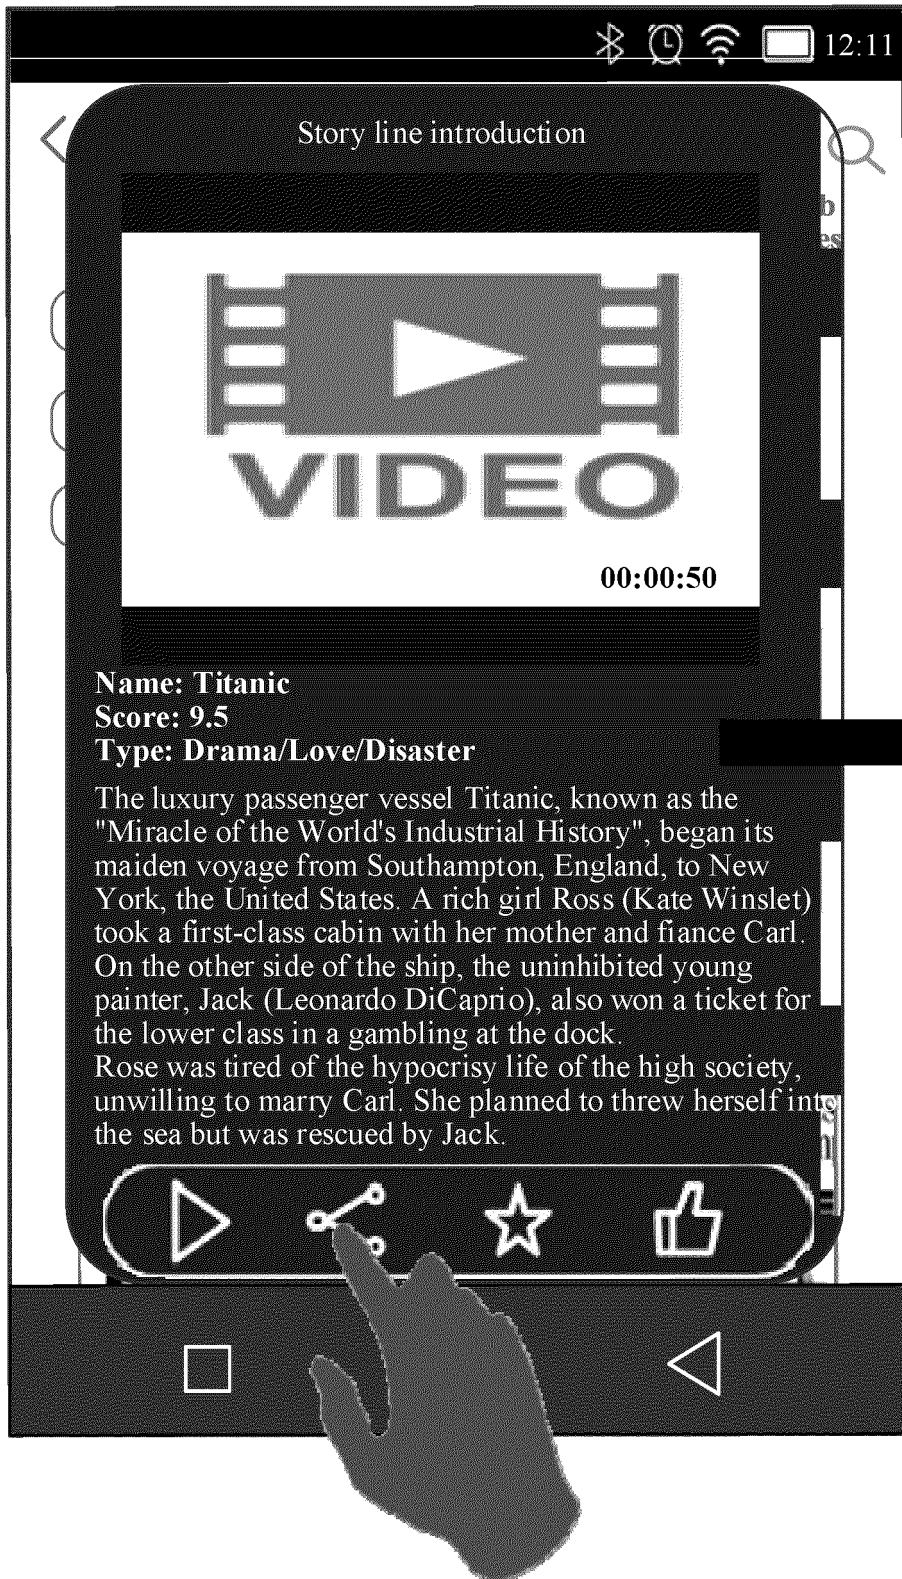 12:11
Story line introduction
b
es
VIDEO
00:00:50
Name: Titanic
Score: 9.5
Type: Drama/Love/Disaster
The luxury passenger vessel Titanic, known as the
"Miracle of the World's Industrial History", began its
maiden voyage from Southampton, England, to New
York, the United States. A rich girl Ross (Kate Winslet)
took a first-class cabin with her mother and fiance Carl.
On the other side of the ship, the uninhibited young
painter, Jack (Leonardo DiCaprio), also won a ticket for
the lower class in a gambling at the dock.
Rose was tired of the hypocrisy life of the high society,
unwilling to marry Carl. She planned to threw herself into
the sea but was rescued by Jack.